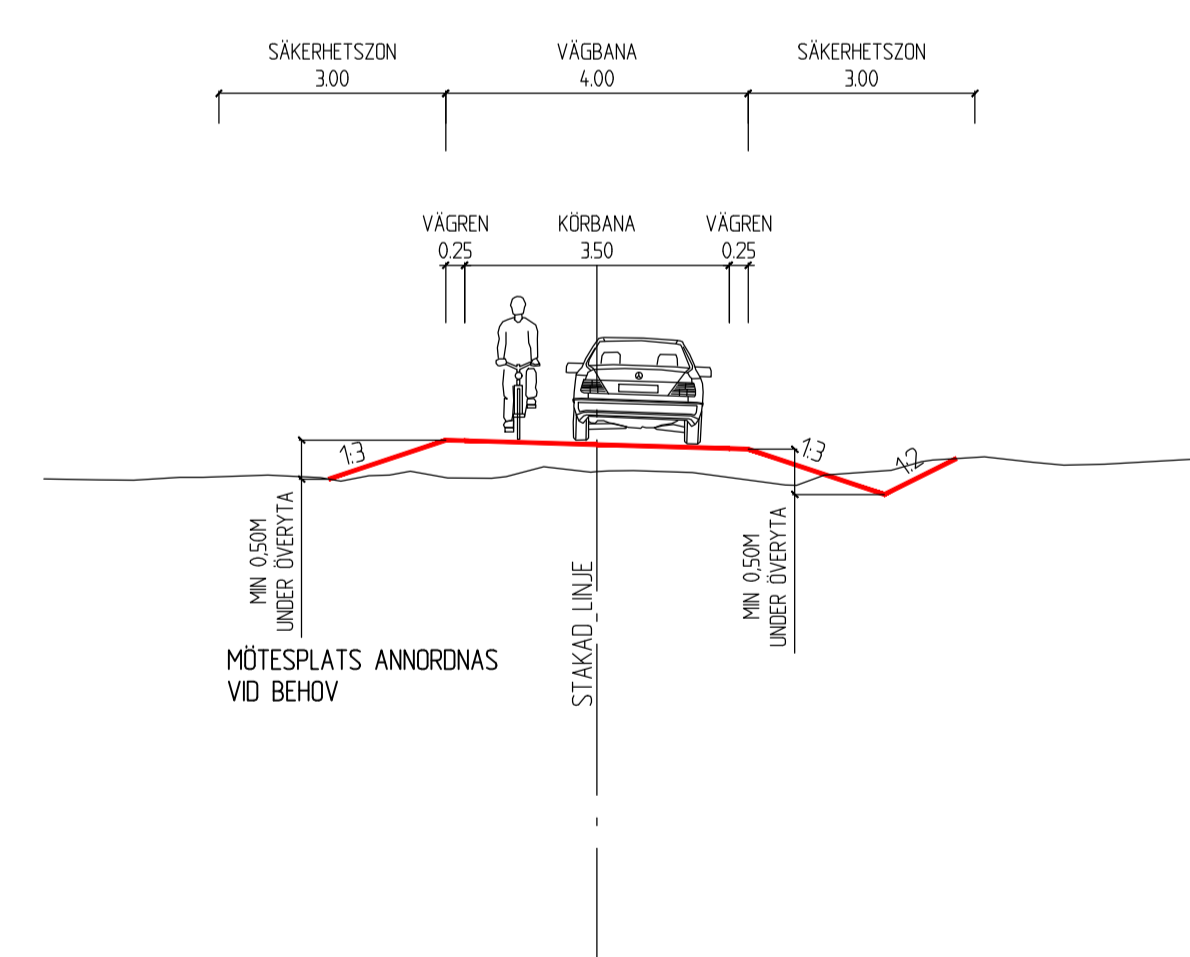 SÄKERHETSZON
3.00
VÄGBANA
4.00
SÄKERHETSZON
3.00
VÄGREN
0.25
KÖRBANA
3.50
VÄGREN
0.25
1:3
1:3
1:2
MIN 0,50M
UNDER ÖVERYTA
MIN 0,50M
UNDER ÖVERYTA
STAKAD LINJE
MÖTESPLATS ANNORDNAS
VID BEHOV